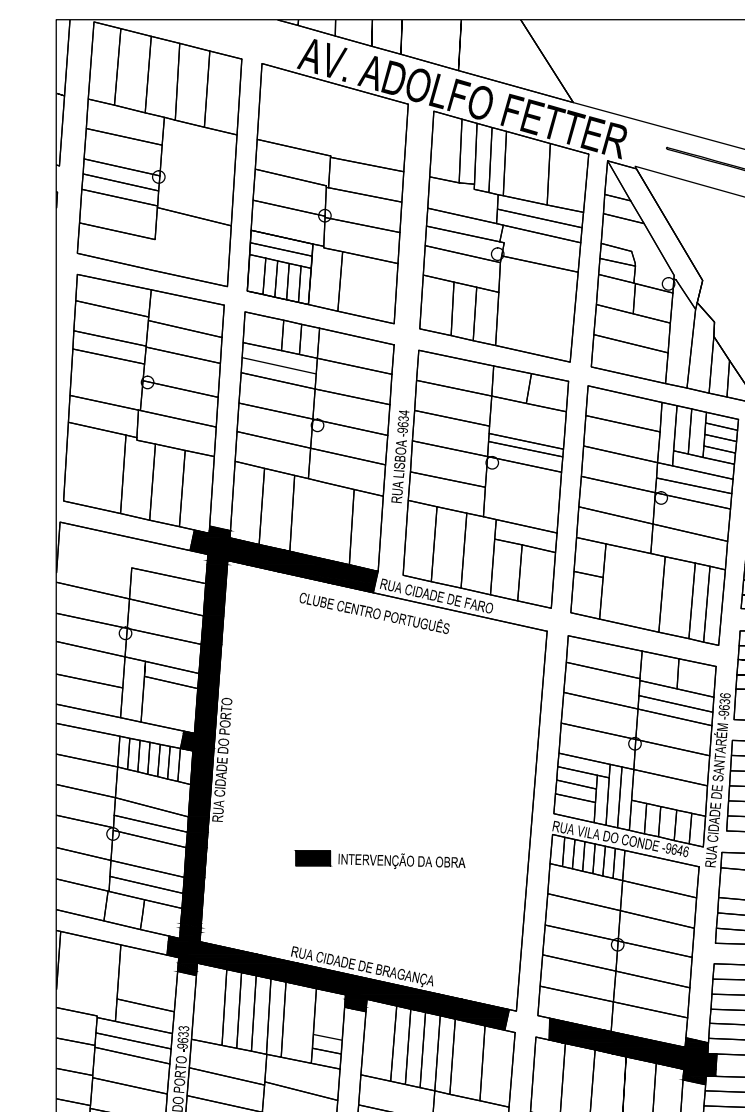 AV. ADOLFO FETTER
RUA LISBOA -9634
RUA CIDADE DE FARO
CLUBE CENTRO PORTUGUÊS
RUA CIDADE DO PORTO
RUA CIDADE DE SANTARÉM -9636
RUA VILA DO CONDE -9646
INTERVENÇÃO DA OBRA
RUA CIDADE DE BRAGANÇA
DO PORTO -9633